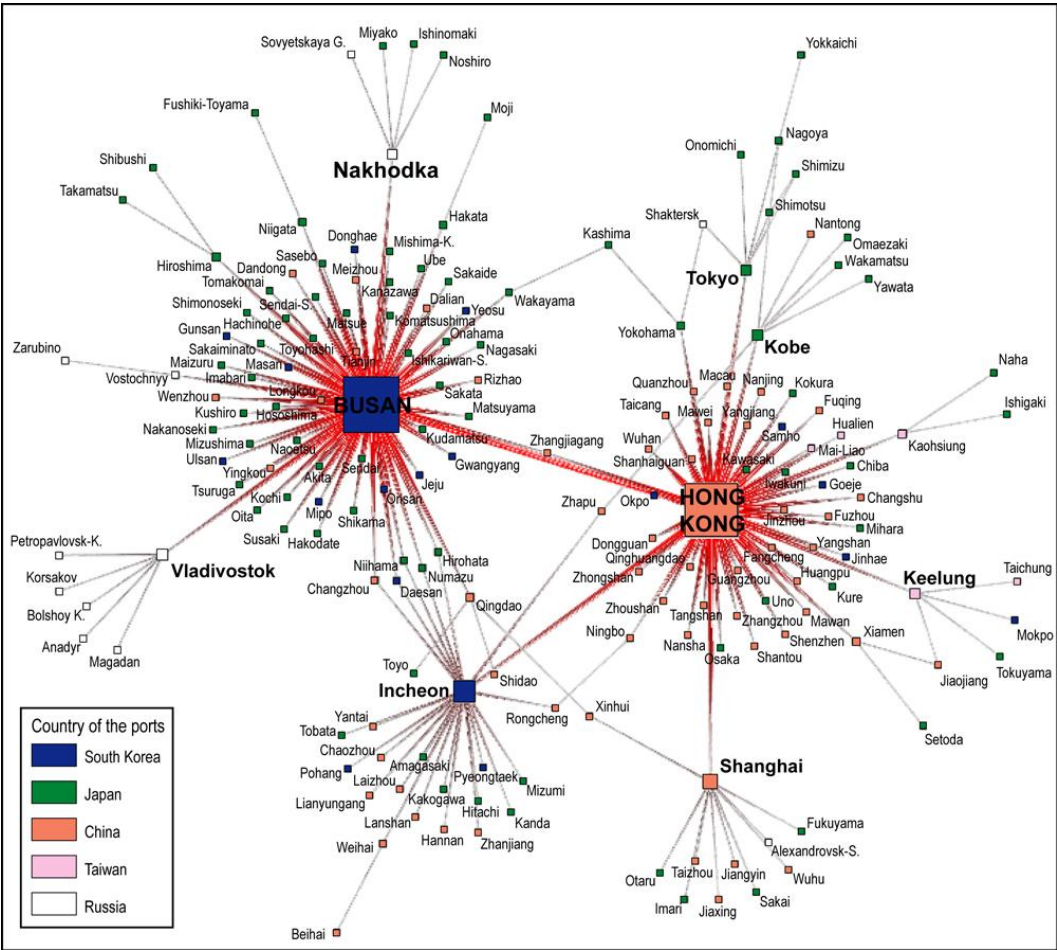 Sovyetskaya G.
Miyako
Ishinomaki
Noshiro
Yokkaichi
Fushiki-Toyama
Moji
Nakhodka
Onomichi
Nagoya
Shimizu
Shibushi
Takamatsu
Niigata
Hakata
Kashima
Shaktersk
Shimotsu
Nantong
Omaezaki
Wakamatsu
Yawata
Tokyo
Hiroshima
Donghae
Mishima-K.
Sasebo
Dandong
Meizhou
Ube
Tomakomai
Kanazawa
Sakaide
Shimonoseki
Sendai-S.
Dalian
Yeosu
Wakayama
Gunsan
Hachinohe
Matsue
Komatsushima
Yokohama
Kobe
Sakaiminato
Toyohashi
Onahama
Nagasaki
Zarubino
Maizuru
Masan
Tianjin
Ishikariwan-S.
Vostochnyy
Imabari
Longkou
Rizhao
Wenzhou
BUSAN
Sakata
Kushiro
Hososhima
Matsuyama
Nakanoseki
Kudamatsu
Mizushima
Naoetsu
Zhangjiagang
Ulsan
Yingkou
Akita
Sendai
Gwangyang
Tsuruga
Kochi
Onsan
Jeju
Oita
Mipo
Shikama
Susaki
Hakodate
Quanzhou
Macau
Nanjing
Kokura
Naha
Taicang
Mawei
Yangjiang
Fuqing
Ishigaki
Wuhan
Samho
Hualien
Kaohsiung
Shanhaiguan
Kawasaki
Mai-Liao
Chiba
Zhapu
Okpo
HONG
KONG
Iwakuni
Goeje
Changshu
Jinzhou
Fuzhou
Mihara
Dongguan
Yangshan
Jinhae
Qinghuangdao
Fangcheng
Zhongshan
Guangzhou
Huangpu
Taichung
Keelung
Zhoushan
Tangshan
Uno
Kure
Zhangzhou
Mawan
Mokpo
Ningbo
Nansha
Shenzhen
Xiamen
Osaka
Shantou
Tokuyama
Jiaojiang
Setoda
Petropavlovsk-K.
Vladivostok
Korsakov
Bolshoy K.
Anadyr
Magadan
Niihama
Hirohata
Numazu
Changzhou
Daesan
Qingdao
Toyo
Shidao
Incheon
Rongcheng
Xinhui
Yantai
Tobata
Chaozhou
Amagasaki
Pohang
Laizhou
Pyeongtaek
Mizumi
Lianyungang
Kakogawa
Hitachi
Kanda
Lanshan
Hannan
Zhanjiang
Weihai
Beihai
Shanghai
Fukuyama
Alexandrovsk-S.
Otaru
Taizhou
Jiangyin
Wuhu
Imari
Jiaxing
Sakai
Country of the ports
South Korea
Japan
China
Taiwan
Russia